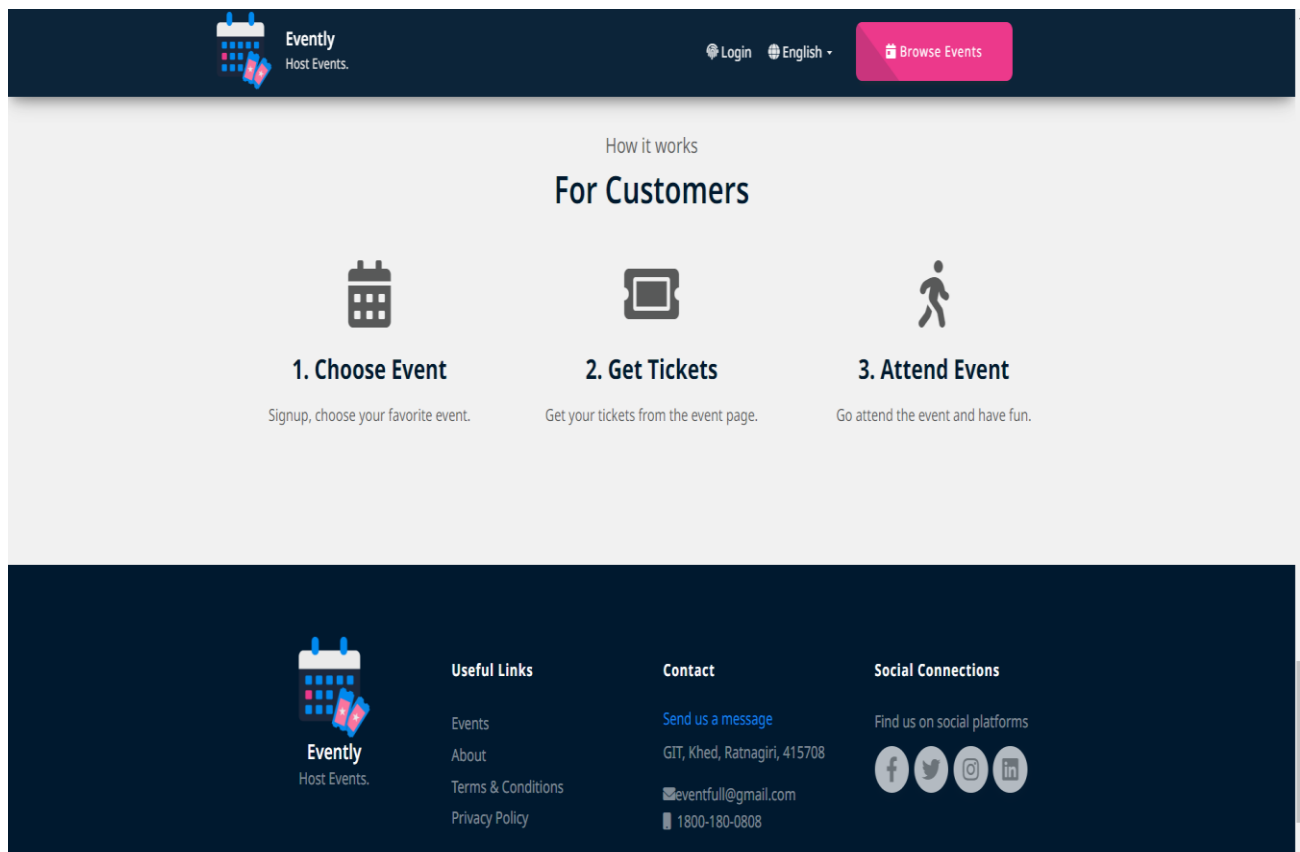 Evently
Host Events.
Login English
Browse Events
How it works
For Customers
1. Choose Event
Signup, choose your favorite event.
2. Get Tickets
Get your tickets from the event page.
3. Attend Event
Go attend the event and have fun.
Evently
Host Events.
Useful Links
Events
About
Terms & Conditions
Privacy Policy
Contact
Send us a message
GIT, Khed, Ratnagiri, 415708
eventfull@gmail.com
1800-180-0808
Social Connections
Find us on social platforms